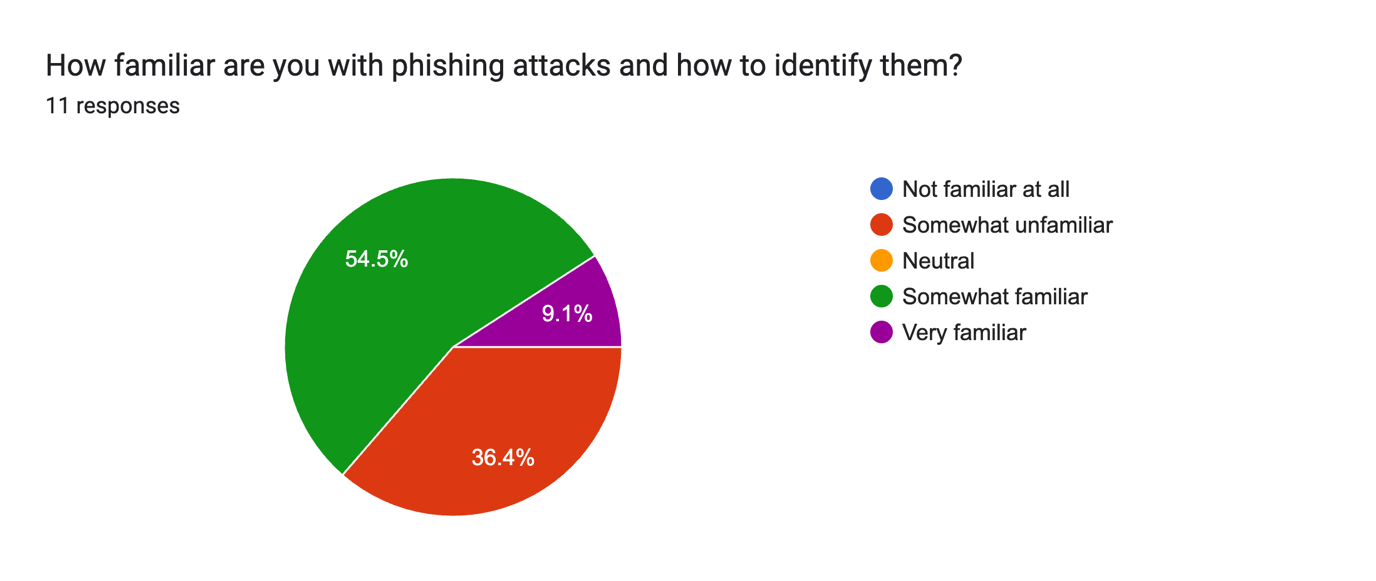 How familiar are you with phishing attacks and how to identify them?
11 responses
54.5%
9.1%
36.4%
Not familiar at all
Somewhat unfamiliar
Neutral
Somewhat familiar
Very familiar